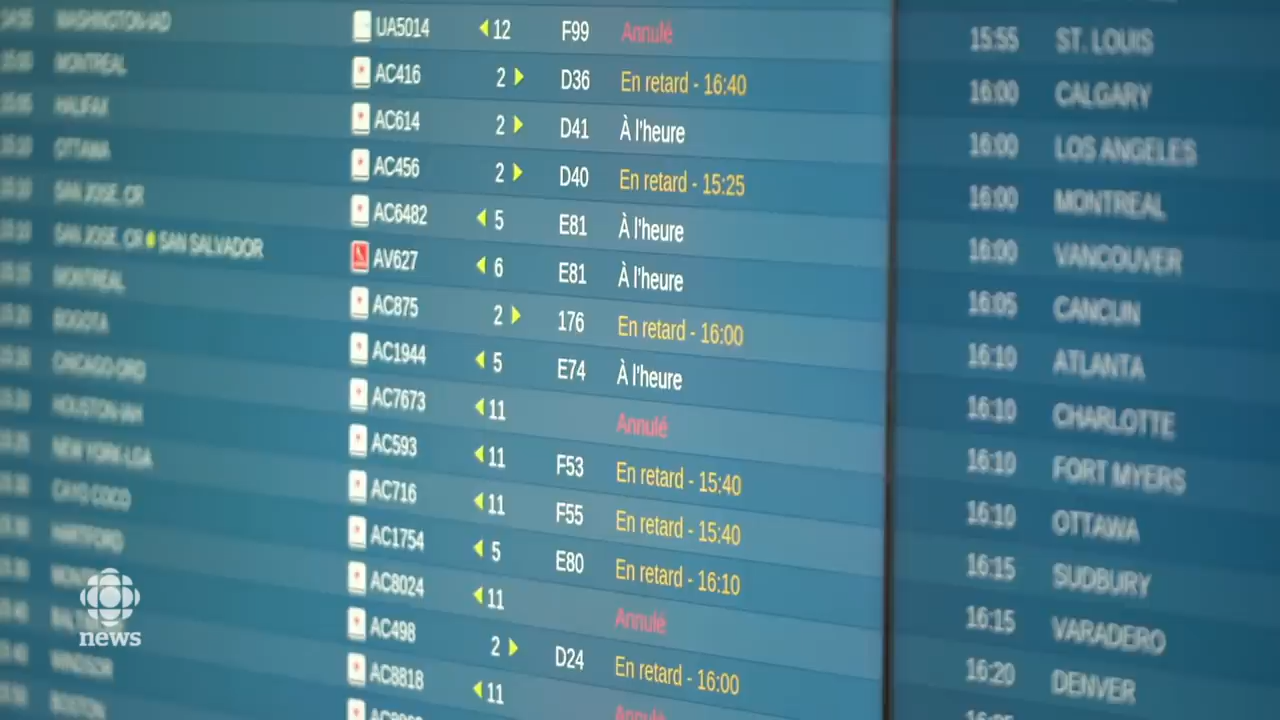 WASHINGTON-IAD UA5014 12 F99 Annulé
MONTREAL AC416 2 D36 En retard - 16:40
HALIFAX AC614 2 D41 À l'heure
OTTAWA AC456 2 D40 En retard - 15:25
SAN JOSE, CR AC6482 5 E81 À l'heure
SAN JOSE, CR SAN SALVADOR AV627 6 E81 À l'heure
MONTREAL AC875 2 176 En retard - 16:00
BOGOTA AC1944 5 E74 À l'heure
CHICAGO-ORD AC7673 11 Annulé
HOUSTON-IAH AC593 11 F53 En retard - 15:40
NEW YORK-LGA AC716 11 F55 En retard - 15:40
CAYO COCO AC1754 5 E80 En retard - 16:10
HARTFORD AC8024 11 Annulé
AC498 2 D24 En retard - 16:00
AC8818 11 Annulé
WINDSOR
BOSTON
15:55 ST. LOUIS
16:00 CALGARY
16:00 LOS ANGELES
16:00 MONTREAL
16:00 VANCOUVER
16:05 CANCUN
16:10 ATLANTA
16:10 CHARLOTTE
16:10 FORT MYERS
16:10 OTTAWA
16:15 SUDBURY
16:15 VARADERO
16:20 DENVER
news